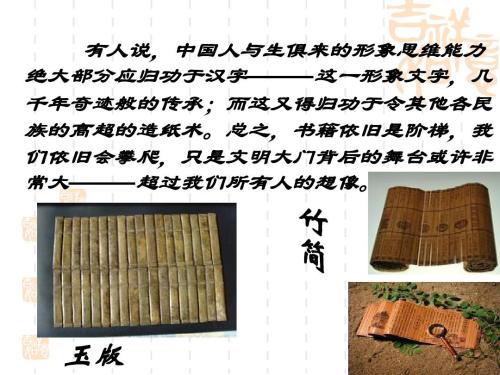 有人说，中国人与生俱来的形象思维能力
绝大部分应归功于汉字———这一形象文字，几
千年奇迹般的传承；而这又得归功于令其他各民
族的高超的造纸术。总之，书籍依旧是阶梯，我
们依旧会攀爬，只是文明大门背后的舞台或许非
常大———超过我们所有人的想像。
竹简
玉版